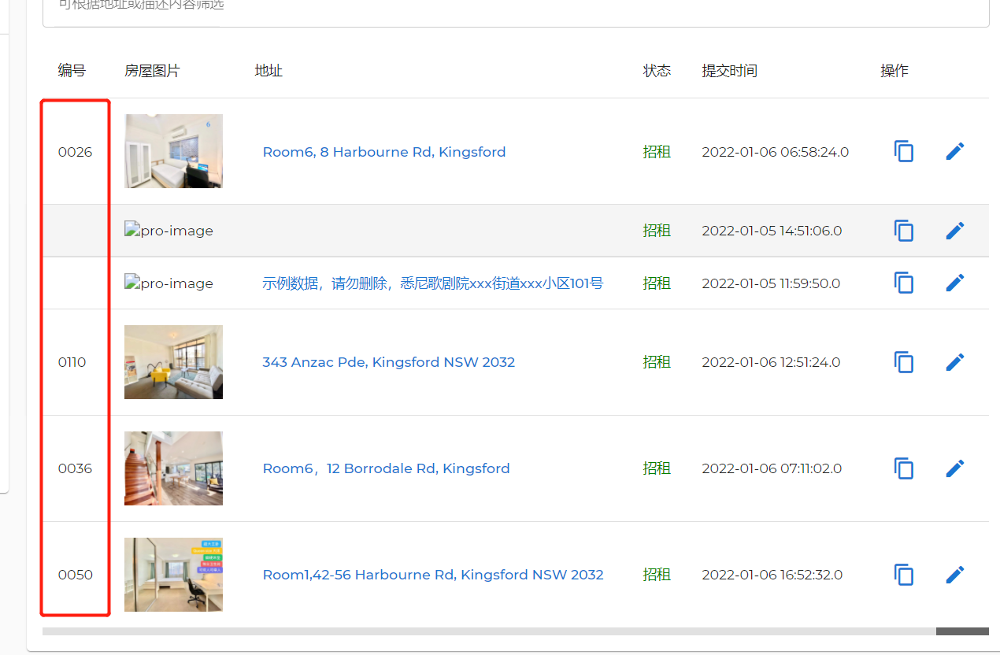 可根据地址或描述内容筛选
编号 房屋图片 地址 状态 提交时间 操作
0026 6 Room6, 8 Harbourne Rd, Kingsford 招租 2022-01-06 06:58:24.0
pro-image 招租 2022-01-05 14:51:06.0
pro-image 示例数据，请勿删除，悉尼歌剧院xxx街道xxx小区101号 招租 2022-01-05 11:59:50.0
0110 343 Anzac Pde, Kingsford NSW 2032 招租 2022-01-06 12:51:24.0
0036 Room6，12 Borrodale Rd, Kingsford 招租 2022-01-06 07:11:02.0
0050 Room1,42-56 Harbourne Rd, Kingsford NSW 2032 招租 2022-01-06 16:52:32.0